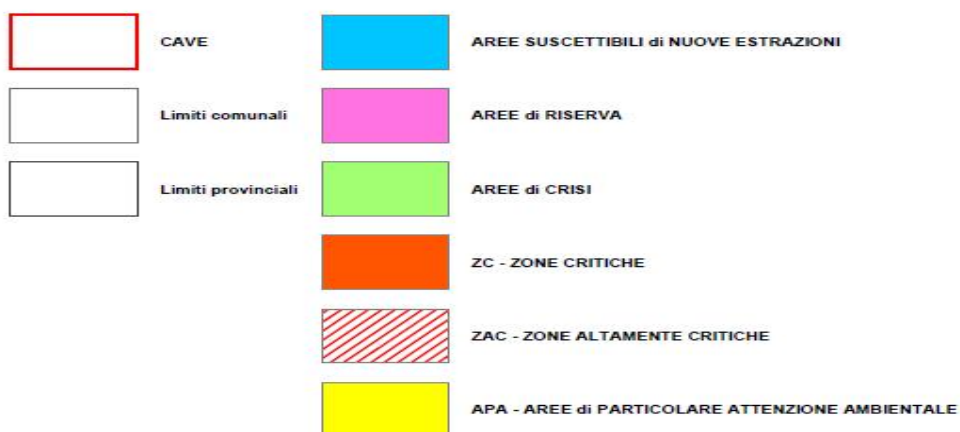 CAVE
Limiti comunali
Limiti provinciali
AREE SUSCETTIBILI di NUOVE ESTRAZIONI
AREE di RISERVA
AREE di CRISI
ZC - ZONE CRITICHE
ZAC - ZONE ALTAMENTE CRITICHE
APA - AREE di PARTICOLARE ATTENZIONE AMBIENTALE